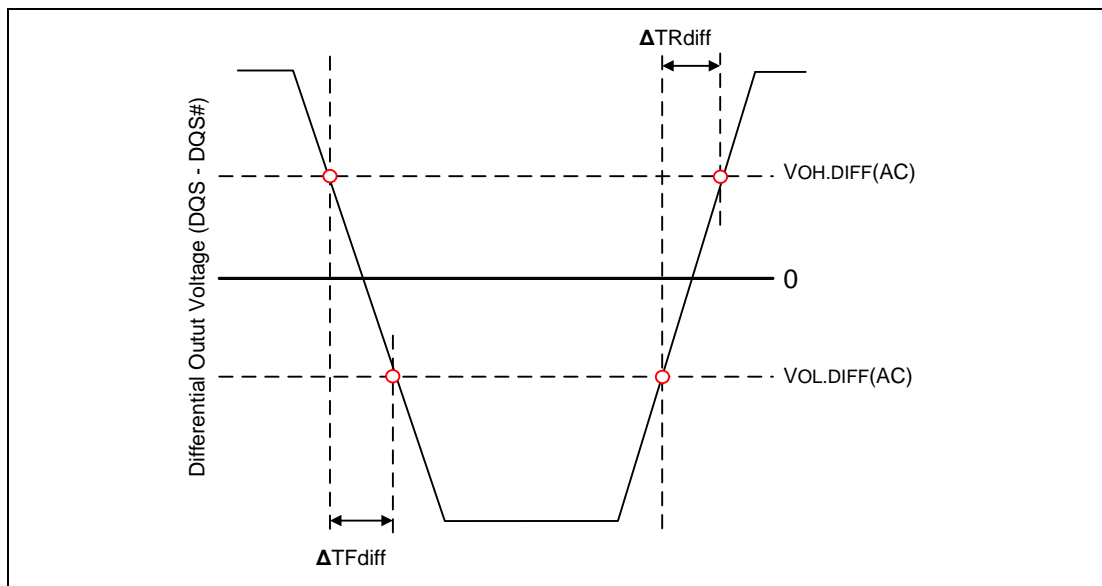 ΔTRdiff
Differential Outut Voltage (DQS - DQS#)
VOH.DIFF(AC)
0
VOL.DIFF(AC)
ΔTFdiff